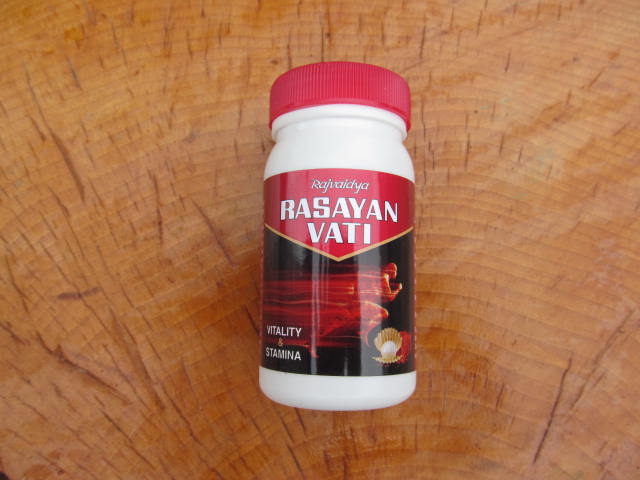 Rajvaidya
RASAYAN
VATI
VITALITY
&
STAMINA